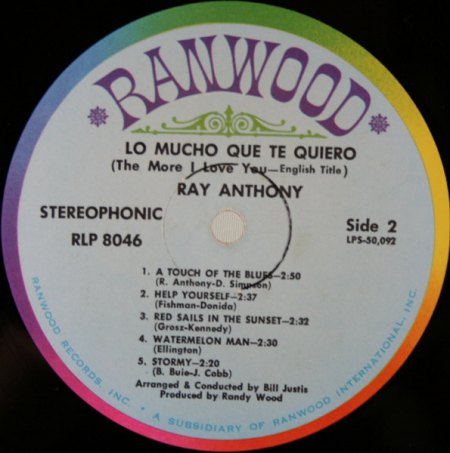 RANWOOD
LO MUCHO QUE TE QUIERO
(The More I Love You—English Title)
RAY ANTHONY
STEREOPHONIC
RLP 8046
Side 2
LPS-50,092
1. A TOUCH OF THE BLUES—2:50
(R. Anthony-D. Simpson)
2. HELP YOURSELF—2:37
(Fishman-Donida)
3. RED SAILS IN THE SUNSET—2:32
(Grosz-Kennedy)
4. WATERMELON MAN—2:30
(Ellington)
5. STORMY—2:20
(B. Buie-J. Cobb)
Arranged & Conducted by Bill Justis
Produced by Randy Wood
RANWOOD RECORDS, INC. • A SUBSIDIARY OF RANWOOD INTERNATIONAL, INC.